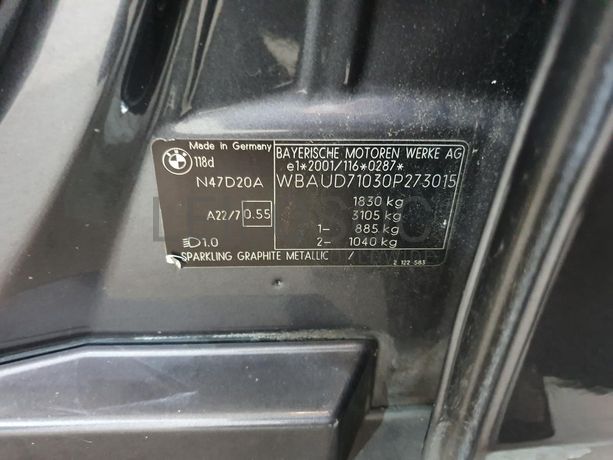 Made in Germany
BMW 118d
N47D20A
A22/7 0.55
1.0
SPARKLING GRAPHITE METALLIC /
BAYERISCHE MOTOREN WERKE AG
e1*2001/116*0287*
WBAUD71030P273015
1830 kg
3105 kg
1- 885 kg
2- 1040 kg
2 122 583